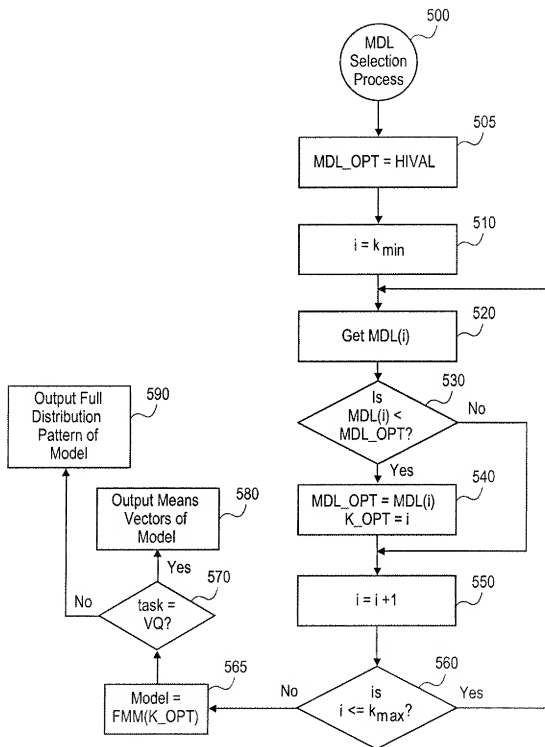 500
MDL
Selection
Process
505
MDL_OPT = HIVAL
510
i = k min
520
Get MDL(i)
530
Is
MDL(i) <
MDL_OPT?
No
Yes
540
MDL_OPT = MDL(i)
K_OPT = i
550
i = i +1
560
is
i <= k max?
Yes
No
565
Model =
FMM(K_OPT)
570
task =
VQ?
Yes
No
580
Output Means
Vectors of
Model
590
Output Full
Distribution
Pattern of
Model